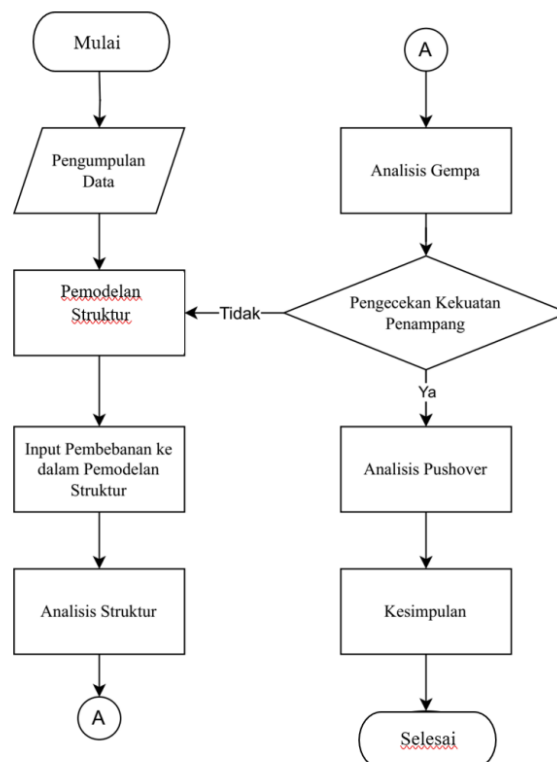 Mulai
Pengumpulan
Data
Pemodelan
Struktur
Input Pembebanan ke
dalam Pemodelan
Struktur
Analisis Struktur
A
A
Analisis Gempa
Pengecekan Kekuatan
Penampang
Tidak
Ya
Analisis Pushover
Kesimpulan
Selesai